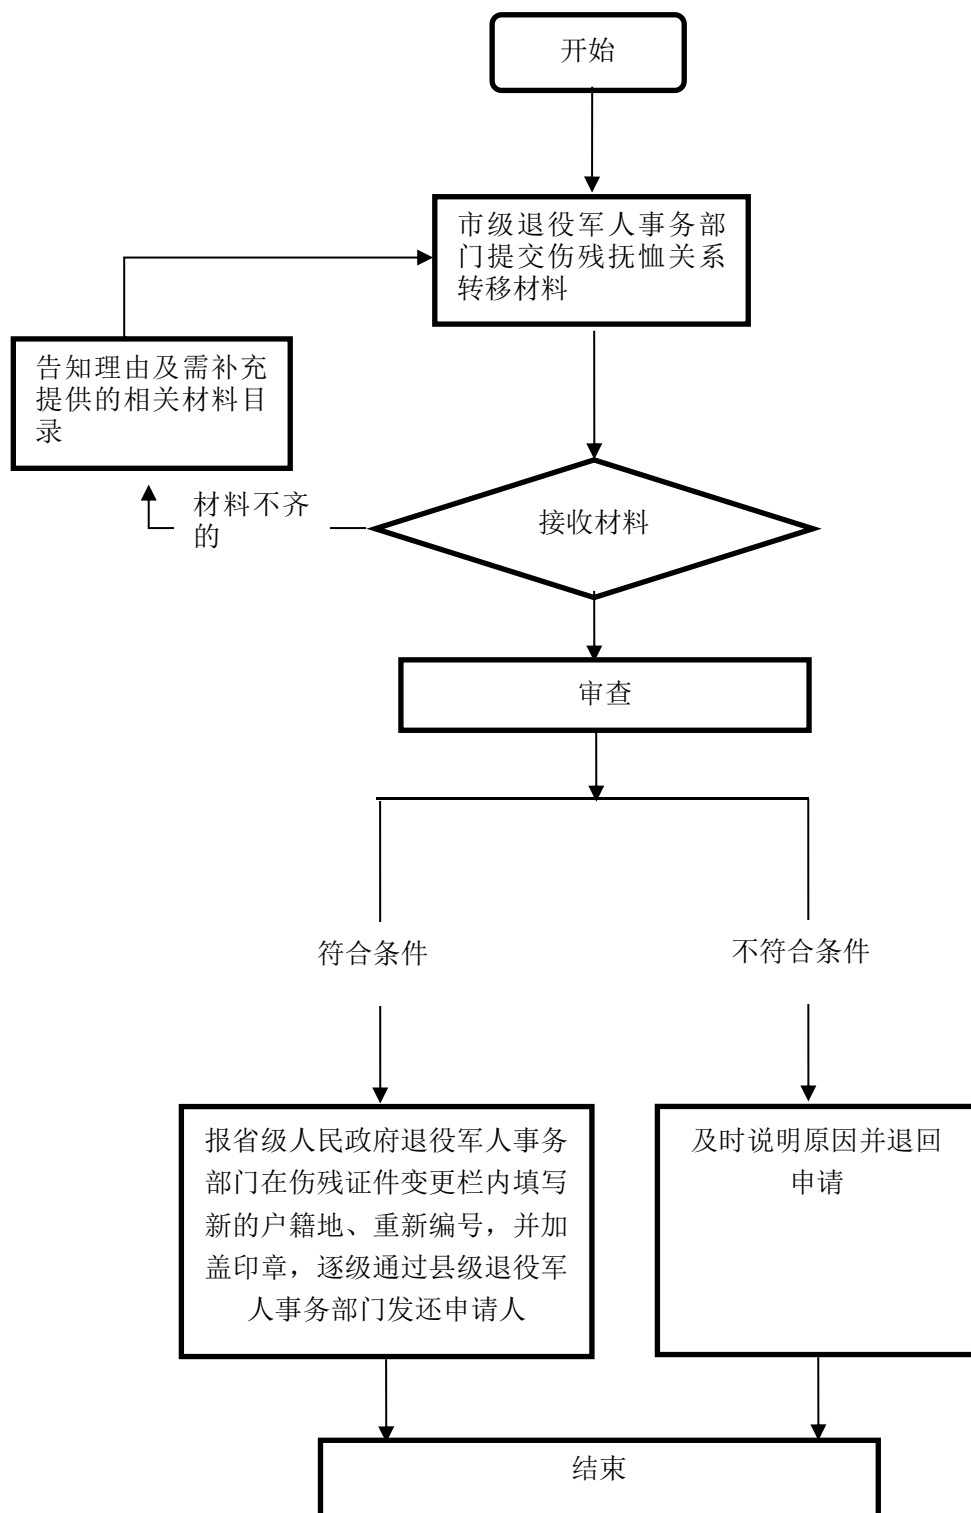 开始
市级退役军人事务部
门提交伤残抚恤关系
转移材料
告知理由及需补充
提供的相关材料目
录
材料不齐
的
接收材料
审查
符合条件
不符合条件
报省级人民政府退役军人事务
部门在伤残证件变更栏内填写
新的户籍地、重新编号，并加
盖印章，逐级通过县级退役军
人事务部门发还申请人
及时说明原因并退回
申请
结束